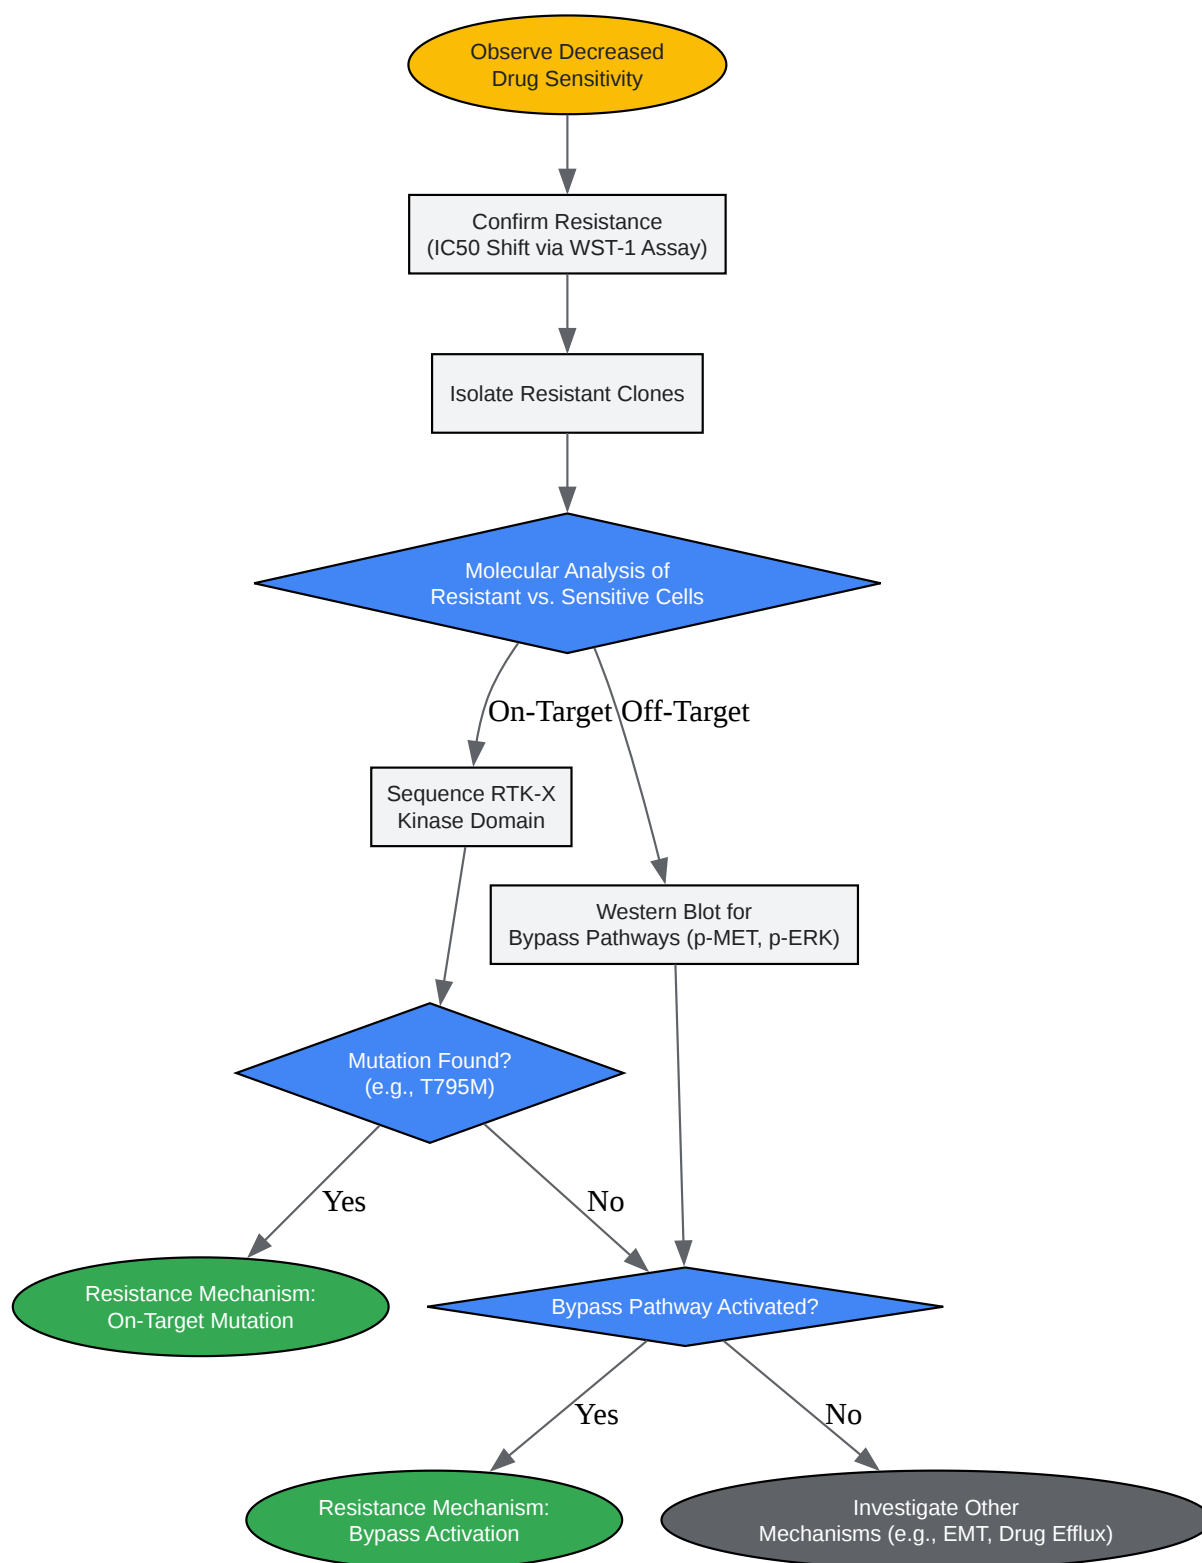 Observe Decreased
Drug Sensitivity
Confirm Resistance
(IC50 Shift via WST-1 Assay)
Isolate Resistant Clones
Molecular Analysis of
Resistant vs. Sensitive Cells
On-Target
Off-Target
Sequence RTK-X
Kinase Domain
Western Blot for
Bypass Pathways (p-MET, p-ERK)
Mutation Found?
(e.g., T795M)
Yes
No
Resistance Mechanism:
On-Target Mutation
Bypass Pathway Activated?
Yes
No
Resistance Mechanism:
Bypass Activation
Investigate Other
Mechanisms (e.g., EMT, Drug Efflux)